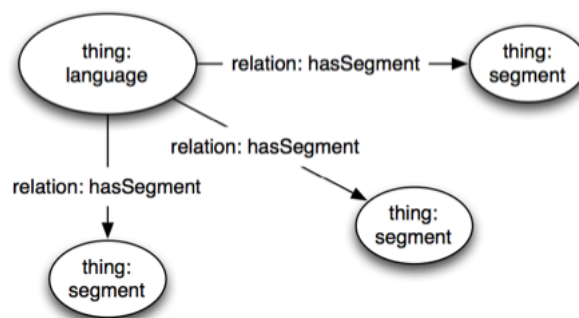 thing:
language
relation: hasSegment
thing:
segment
relation: hasSegment
thing:
segment
relation: hasSegment
thing:
segment